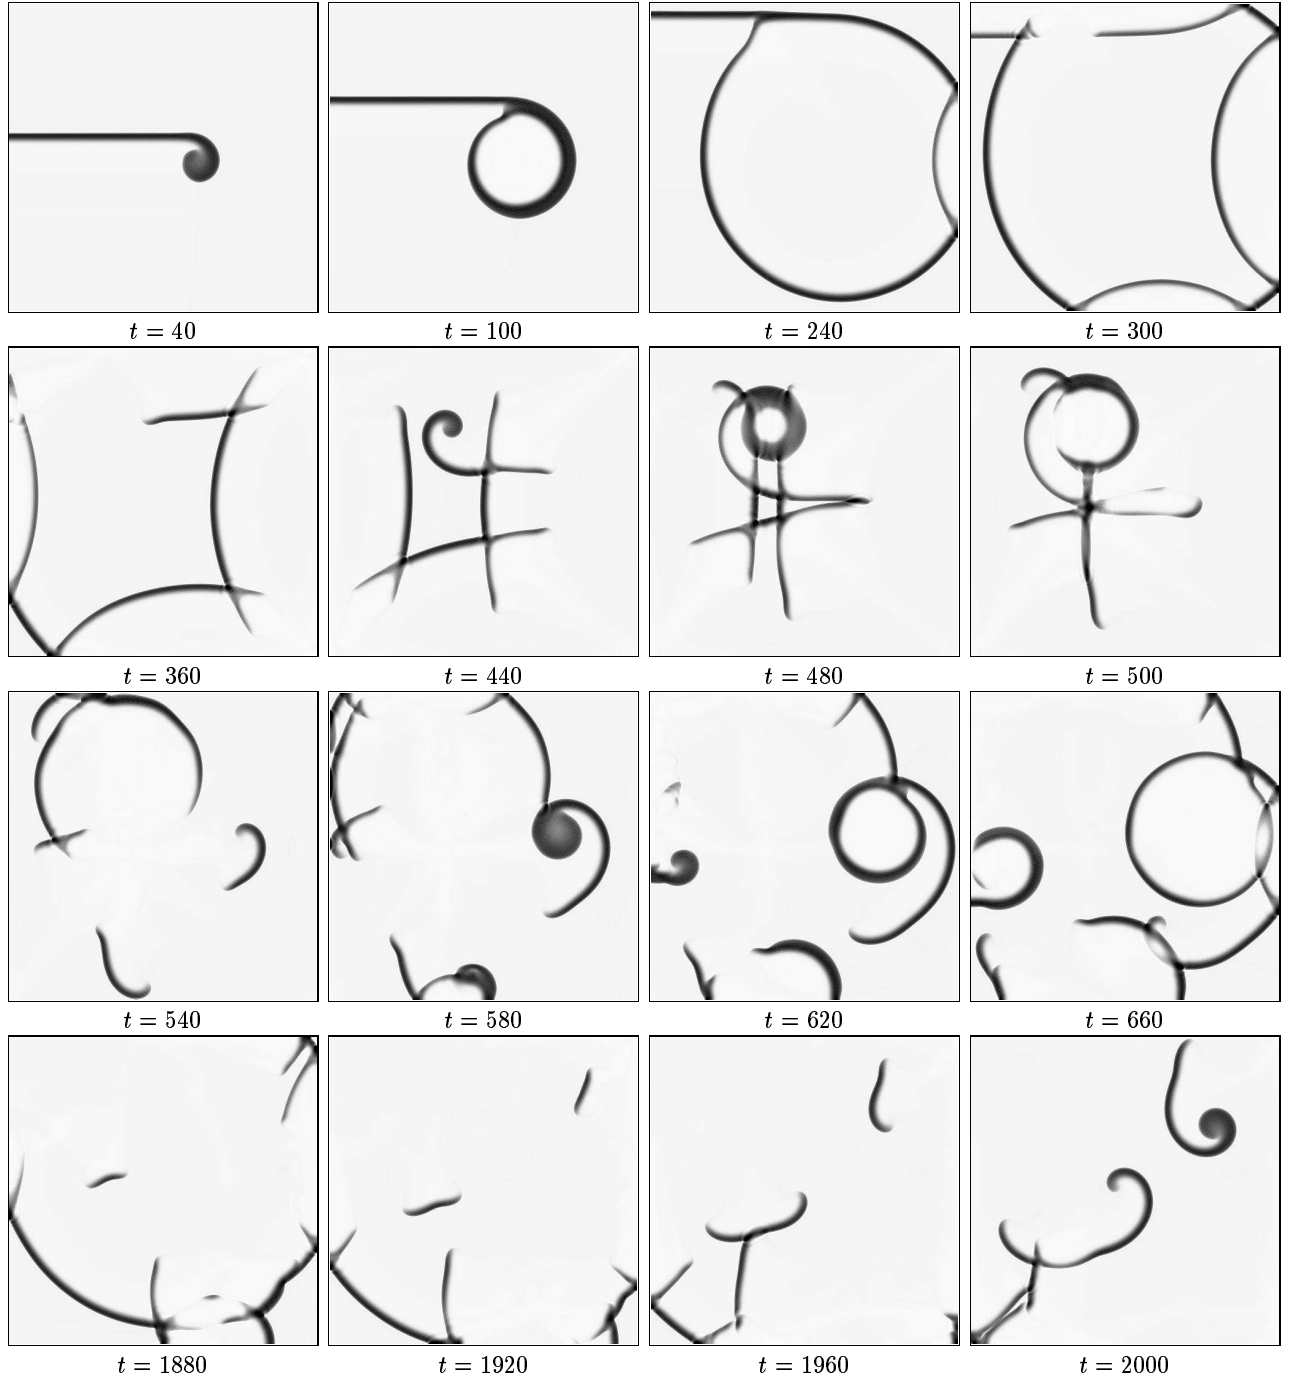 t = 40 t = 100 t = 240 t = 300
t = 360 t = 440 t = 480 t = 500
t = 540 t = 580 t = 620 t = 660
t = 1880 t = 1920 t = 1960 t = 2000